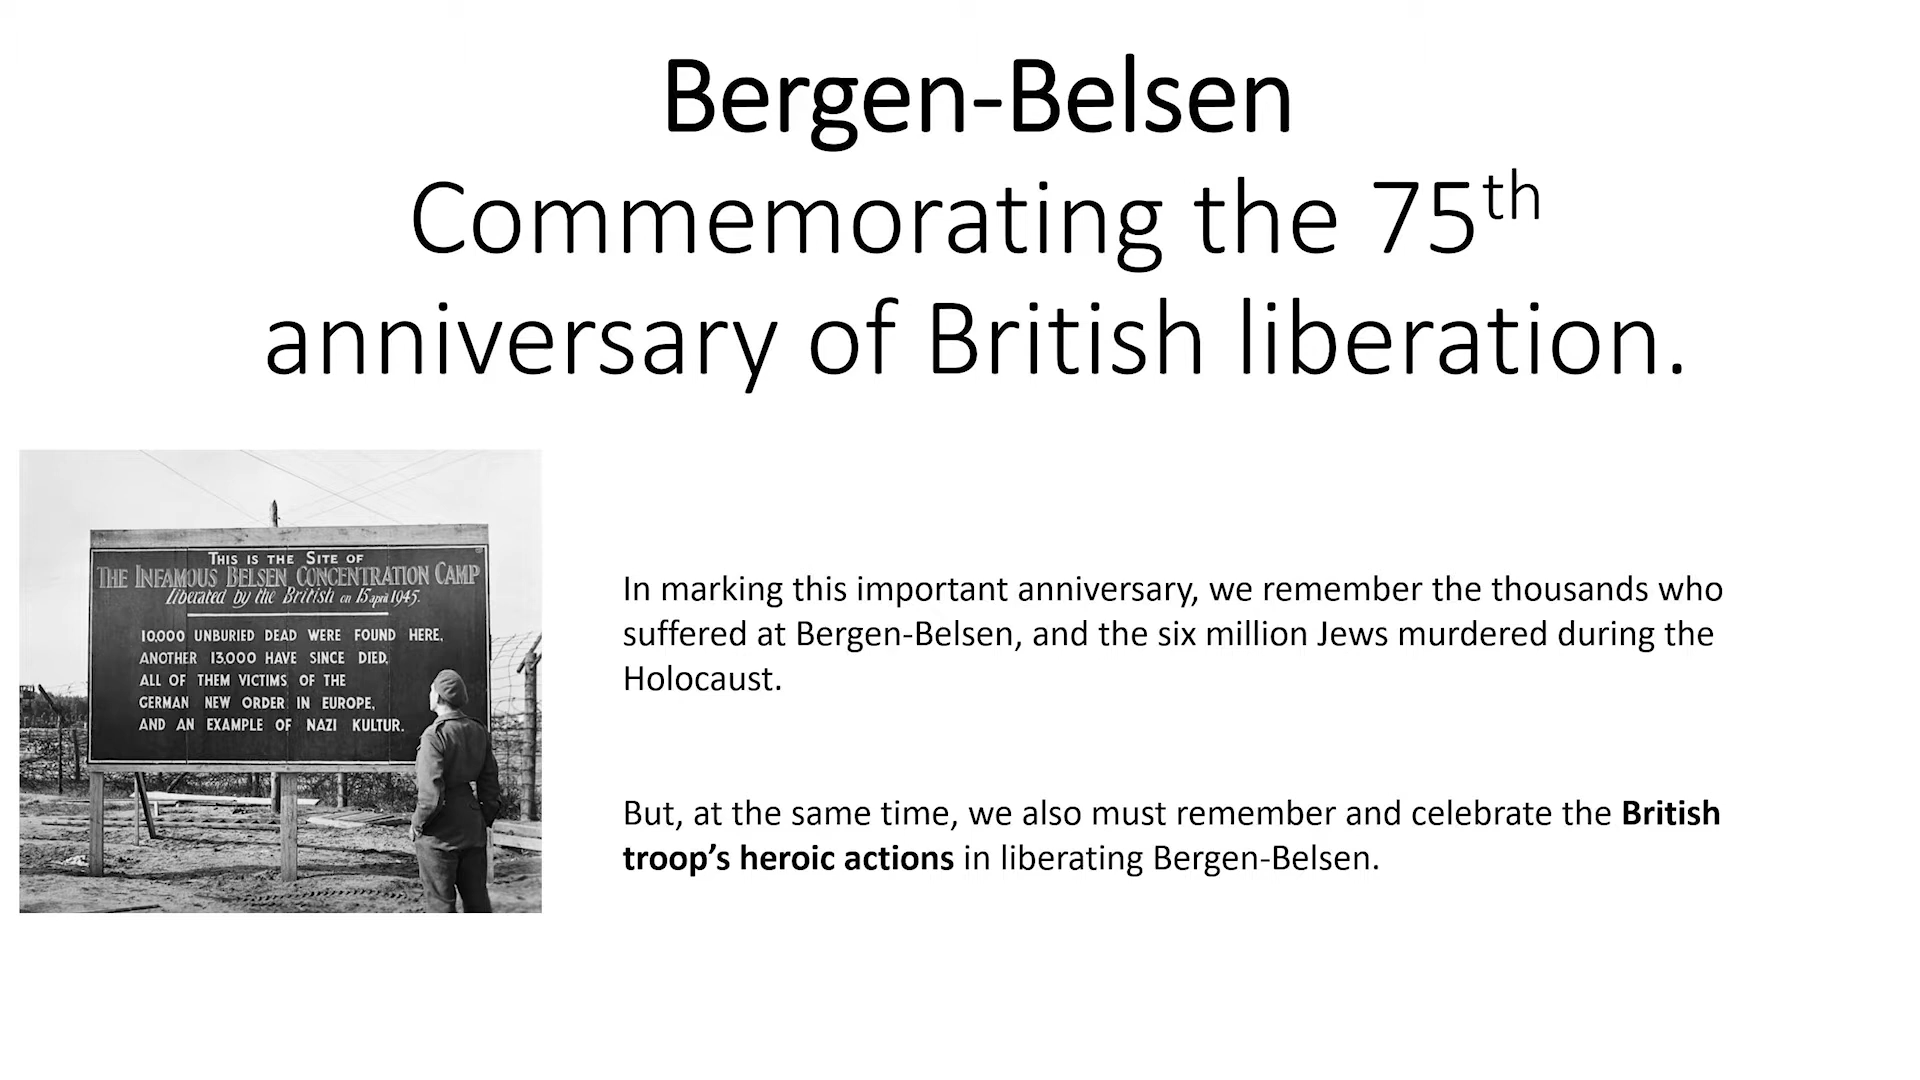 Bergen-Belsen
Commemorating the 75th
anniversary of British liberation.
THIS IS THE SITE OF
THE INFAMOUS BELSEN CONCENTRATION CAMP
Liberated by the British on 15 april 1945.
10,000 UNBURIED DEAD WERE FOUND HERE,
ANOTHER 13,000 HAVE SINCE DIED,
ALL OF THEM VICTIMS OF THE
GERMAN NEW ORDER IN EUROPE,
AND AN EXAMPLE OF NAZI KULTUR.
In marking this important anniversary, we remember the thousands who
suffered at Bergen-Belsen, and the six million Jews murdered during the
Holocaust.
But, at the same time, we also must remember and celebrate the British
troop’s heroic actions in liberating Bergen-Belsen.